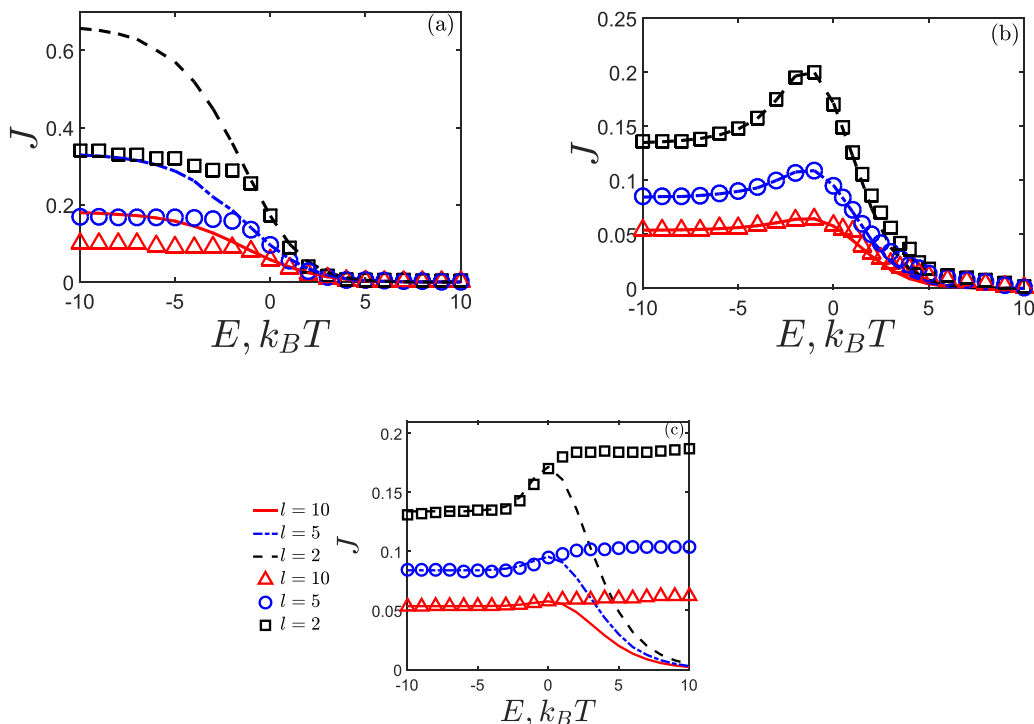 (a)
J
0.6
0.4
0.2
0
-10 -5 0 5 10
E, k_BT
(b)
J
0.25
0.2
0.15
0.1
0.05
0
-10 -5 0 5 10
E, k_BT
(c)
J
0.2
0.15
0.1
0.05
0
-10 -5 0 5 10
E, k_BT
l = 10
l = 5
l = 2
l = 10
l = 5
l = 2